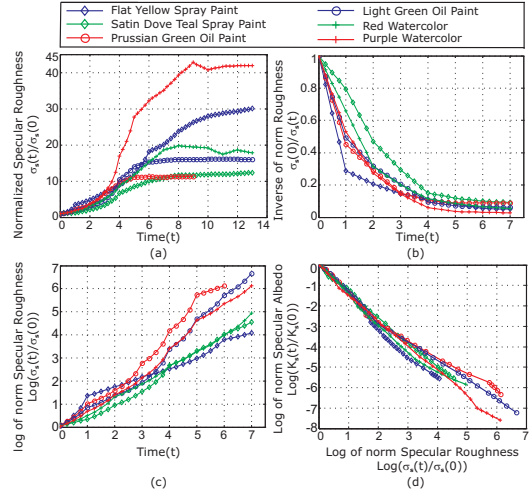 Flat Yellow Spray Paint
Satin Dove Teal Spray Paint
Prussian Green Oil Paint
Light Green Oil Paint
Red Watercolor
Purple Watercolor
Normalized Specular Roughness
σs(t)/σs(0)
45
40
30
20
10
0
0 2 4 6 8 10 12 13
Time(t)
(a)
Inverse of norm Roughness
σs(0)/σs(t)
1
0.8
0.6
0.4
0.2
0
0 1 2 3 4 5 6 7
Time(t)
(b)
log of norm Specular Roughness
Log(σs(t)/σs(0))
7
6
5
4
3
2
1
0
0 1 2 3 4 5 6 7
Time(t)
(c)
Log of norm Specular Albedo
Log(Ks(t)/Ks(0))
0
-1
-2
-3
-4
-5
-6
-7
-8
0 1 2 3 4 5 6 7
Log of norm Specular Roughness
Log(σs(t)/σs(0))
(d)